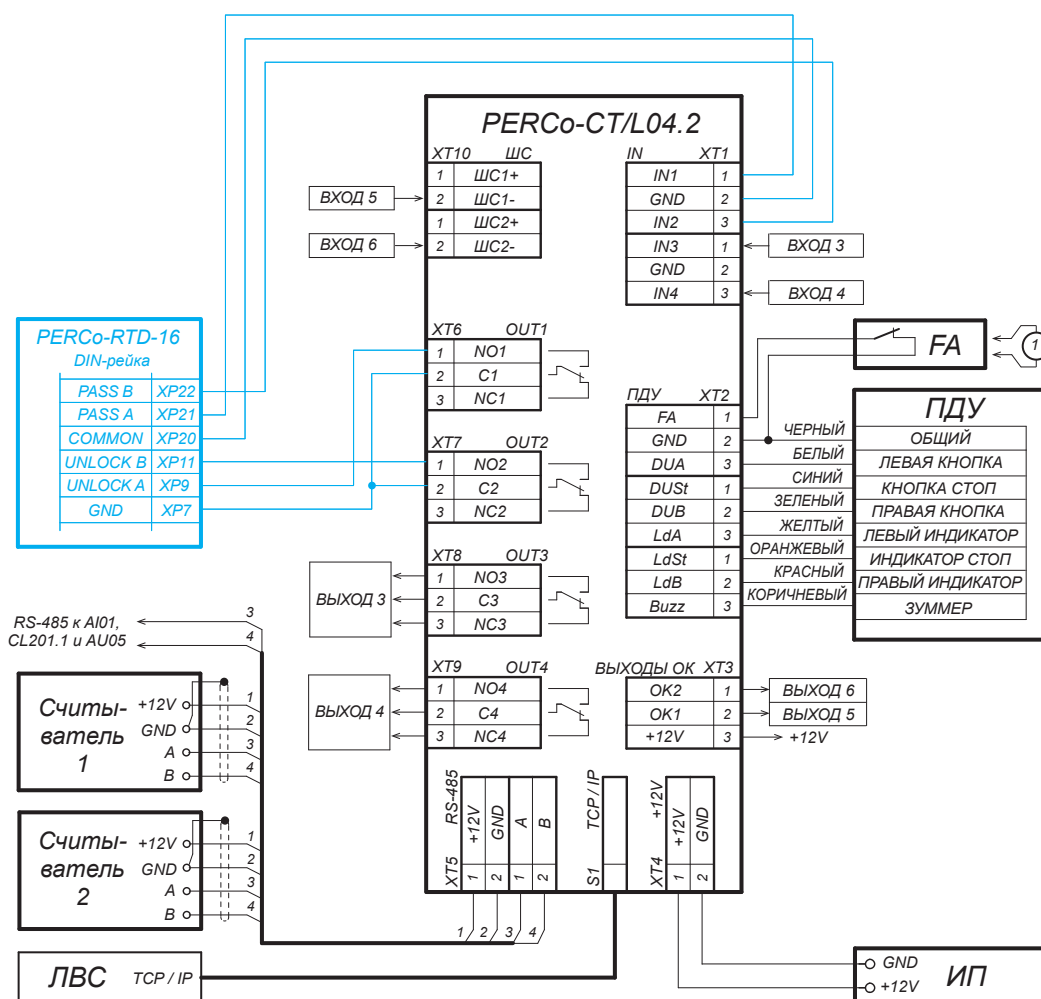 PERCo-CT/L04.2
XT10 ШС
1 ШС1+
2 ШС1-
1 ШС2+
2 ШС2-
ВХОД 5
ВХОД 6
IN XT1
IN1 1
GND 2
IN2 3
IN3 1
GND 2
IN4 3
ВХОД 3
ВХОД 4
PERCo-RTD-16
DIN-рейка
PASS B XP22
PASS A XP21
COMMON XP20
UNLOCK B XP11
UNLOCK A XP9
GND XP7
XT6 OUT1
1 NO1
2 C1
3 NC1
XT7 OUT2
1 NO2
2 C2
3 NC2
XT8 OUT3
1 NO3
2 C3
3 NC3
ВЫХОД 3
XT9 OUT4
1 NO4
2 C4
3 NC4
ВЫХОД 4
FA
1
ПДУ XT2
FA 1
GND 2
DUA 3
DUSt 1
DUB 2
LdA 3
LdSt 1
LdB 2
Buzz 3
ЧЕРНЫЙ
БЕЛЫЙ
СИНИЙ
ЗЕЛЕНЫЙ
ЖЕЛТЫЙ
ОРАНЖЕВЫЙ
КРАСНЫЙ
КОРИЧНЕВЫЙ
ПДУ
ОБЩИЙ
ЛЕВАЯ КНОПКА
КНОПКА СТОП
ПРАВАЯ КНОПКА
ЛЕВЫЙ ИНДИКАТОР
ИНДИКАТОР СТОП
ПРАВЫЙ ИНДИКАТОР
ЗУММЕР
ВЫХОДЫ ОК XT3
OK2 1
OK1 2
+12V 3
ВЫХОД 6
ВЫХОД 5
+12V
RS-485 к AI01,
CL201.1 и AU05
3
4
Считы-
ватель
1
+12V 1
GND 2
A 3
B 4
Считы-
ватель
2
+12V 1
GND 2
A 3
B 4
XT5 RS-485
1 +12V
2 GND
1 A
2 B
1 2 3 4
S1 TCP / IP
XT4 +12V
1 +12V
2 GND
ЛВС TCP / IP
GND
+12V
ИП